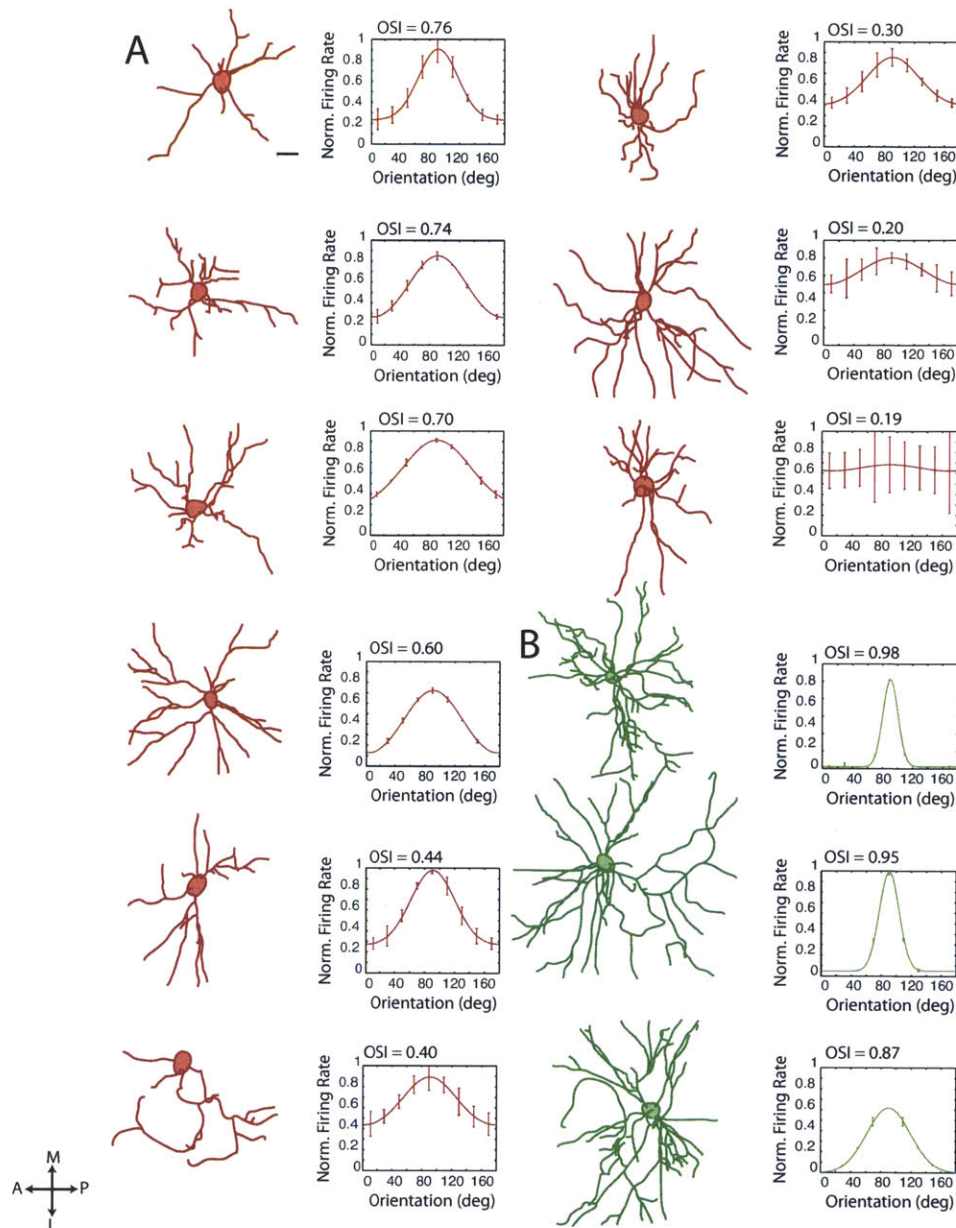 A
OSI = 0.76
Norm. Firing Rate
1
0.8
0.6
0.4
0.2
0
0 40 80 120 160
Orientation (deg)
OSI = 0.74
Norm. Firing Rate
1
0.8
0.6
0.4
0.2
0
0 40 80 120 160
Orientation (deg)
OSI = 0.70
Norm. Firing Rate
1
0.8
0.6
0.4
0.2
0
0 40 80 120 160
Orientation (deg)
OSI = 0.60
Norm. Firing Rate
1
0.8
0.6
0.4
0.2
0
0 40 80 120 160
Orientation (deg)
OSI = 0.44
Norm. Firing Rate
1
0.8
0.6
0.4
0.2
0
0 40 80 120 160
Orientation (deg)
OSI = 0.40
Norm. Firing Rate
1
0.8
0.6
0.4
0.2
0
0 40 80 120 160
Orientation (deg)
M
A P
OSI = 0.30
Norm. Firing Rate
1
0.8
0.6
0.4
0.2
0
0 40 80 120 160
Orientation (deg)
OSI = 0.20
Norm. Firing Rate
1
0.8
0.6
0.4
0.2
0
0 40 80 120 160
Orientation (deg)
OSI = 0.19
Norm. Firing Rate
1
0.8
0.6
0.4
0.2
0
0 40 80 120 160
Orientation (deg)
B
OSI = 0.98
Norm. Firing Rate
1
0.8
0.6
0.4
0.2
0
0 40 80 120 160
Orientation (deg)
OSI = 0.95
Norm. Firing Rate
1
0.8
0.6
0.4
0.2
0
0 40 80 120 160
Orientation (deg)
OSI = 0.87
Norm. Firing Rate
1
0.8
0.6
0.4
0.2
0
0 40 80 120 160
Orientation (deg)